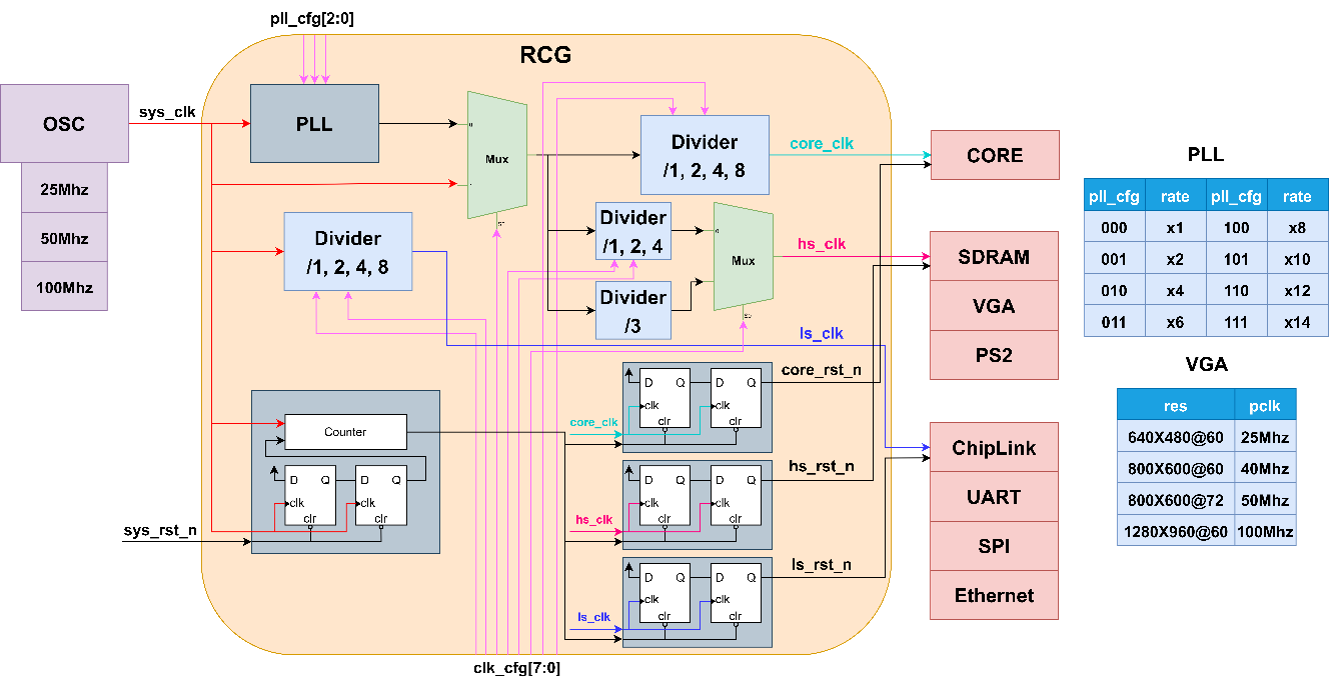 pll_cfg[2:0]
RCG
OSC
sys_clk
PLL
25Mhz
50Mhz
100Mhz
Mux
Divider
/1, 2, 4, 8
core_clk
CORE
Divider
/1, 2, 4, 8
Divider
/1, 2, 4
Divider
/3
Mux
hs_clk
ls_clk
SDRAM
VGA
PS2
PLL
pll_cfg rate pll_cfg rate
000 x1 100 x8
001 x2 101 x10
010 x4 110 x12
011 x6 111 x14
VGA
res pclk
640X480@60 25Mhz
800X600@60 40Mhz
800X600@72 50Mhz
1280X960@60 100Mhz
Counter
D Q D Q
clk clk
clr clr
sys_rst_n
core_clk
D Q D Q
clk clk
clr clr
core_rst_n
hs_clk
D Q D Q
clk clk
clr clr
hs_rst_n
ls_clk
D Q D Q
clk clk
clr clr
ls_rst_n
ChipLink
UART
SPI
Ethernet
clk_cfg[7:0]